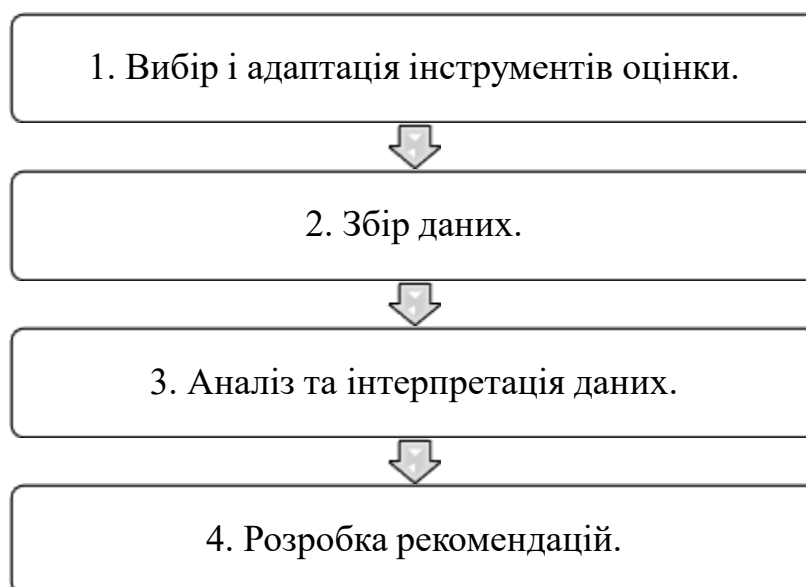 1. Вибір і адаптація інструментів оцінки.
2. Збір даних.
3. Аналіз та інтерпретація даних.
4. Розробка рекомендацій.